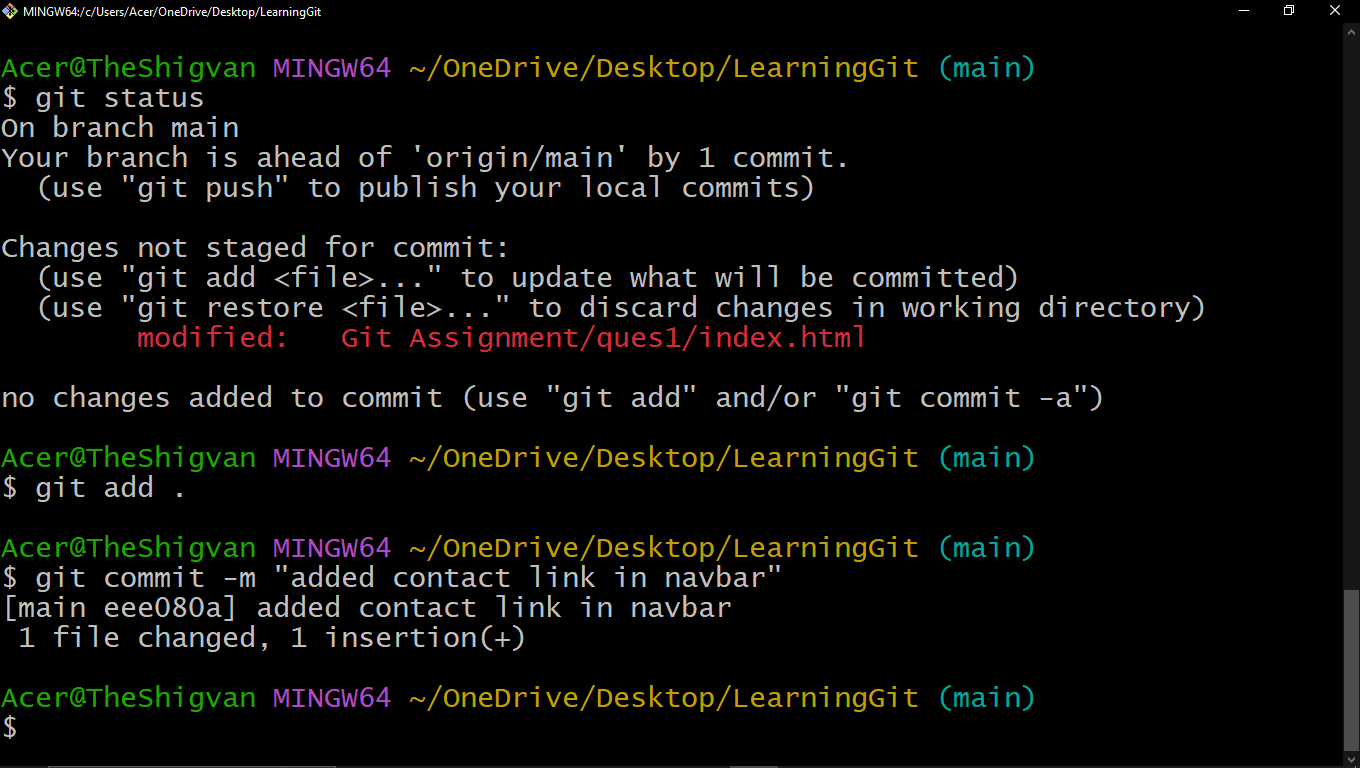 MINGW64:/c/Users/Acer/OneDrive/Desktop/LearningGit
Acer@TheShigvan MINGW64 ~/OneDrive/Desktop/LearningGit (main)
$ git status
On branch main
Your branch is ahead of 'origin/main' by 1 commit.
  (use "git push" to publish your local commits)
Changes not staged for commit:
  (use "git add <file>..." to update what will be committed)
  (use "git restore <file>..." to discard changes in working directory)
        modified:   Git Assignment/ques1/index.html
no changes added to commit (use "git add" and/or "git commit -a")
Acer@TheShigvan MINGW64 ~/OneDrive/Desktop/LearningGit (main)
$ git add .
Acer@TheShigvan MINGW64 ~/OneDrive/Desktop/LearningGit (main)
$ git commit -m "added contact link in navbar"
[main eee080a] added contact link in navbar
 1 file changed, 1 insertion(+)
Acer@TheShigvan MINGW64 ~/OneDrive/Desktop/LearningGit (main)
$